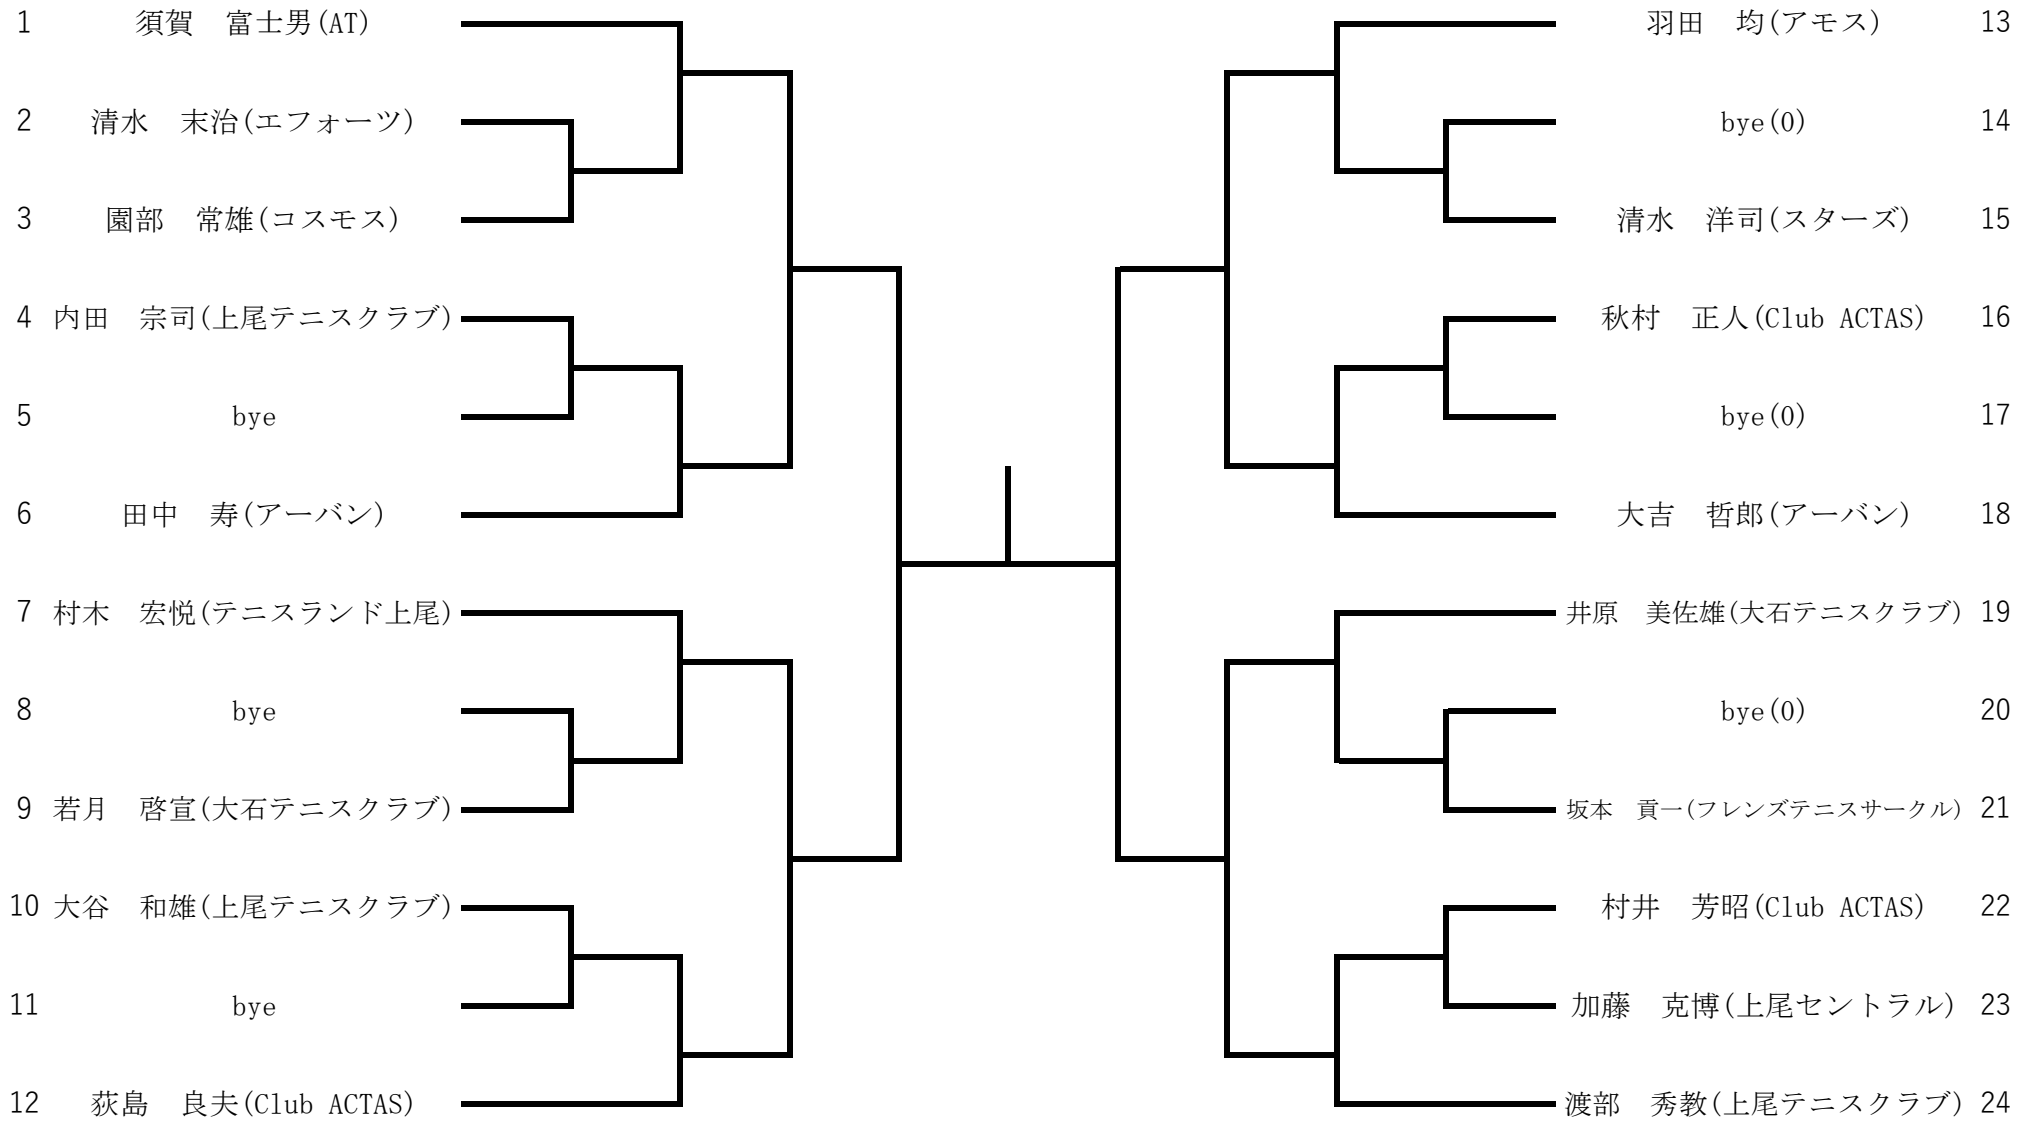 1 須賀　富士男(AT)
2 清水　末治(エフォーツ)
3 園部　常雄(コスモス)
4 内田　宗司(上尾テニスクラブ)
5 bye
6 田中　寿(アーバン)
7 村木　宏悦(テニスランド上尾)
8 bye
9 若月　啓宣(大石テニスクラブ)
10 大谷　和雄(上尾テニスクラブ)
11 bye
12 荻島　良夫(Club ACTAS)
羽田　均(アモス) 13
bye(0) 14
清水　洋司(スターズ) 15
秋村　正人(Club ACTAS) 16
bye(0) 17
大吉　哲郎(アーバン) 18
井原　美佐雄(大石テニスクラブ) 19
bye(0) 20
坂本　貢一(フレンズテニスサークル) 21
村井　芳昭(Club ACTAS) 22
加藤　克博(上尾セントラル) 23
渡部　秀教(上尾テニスクラブ) 24